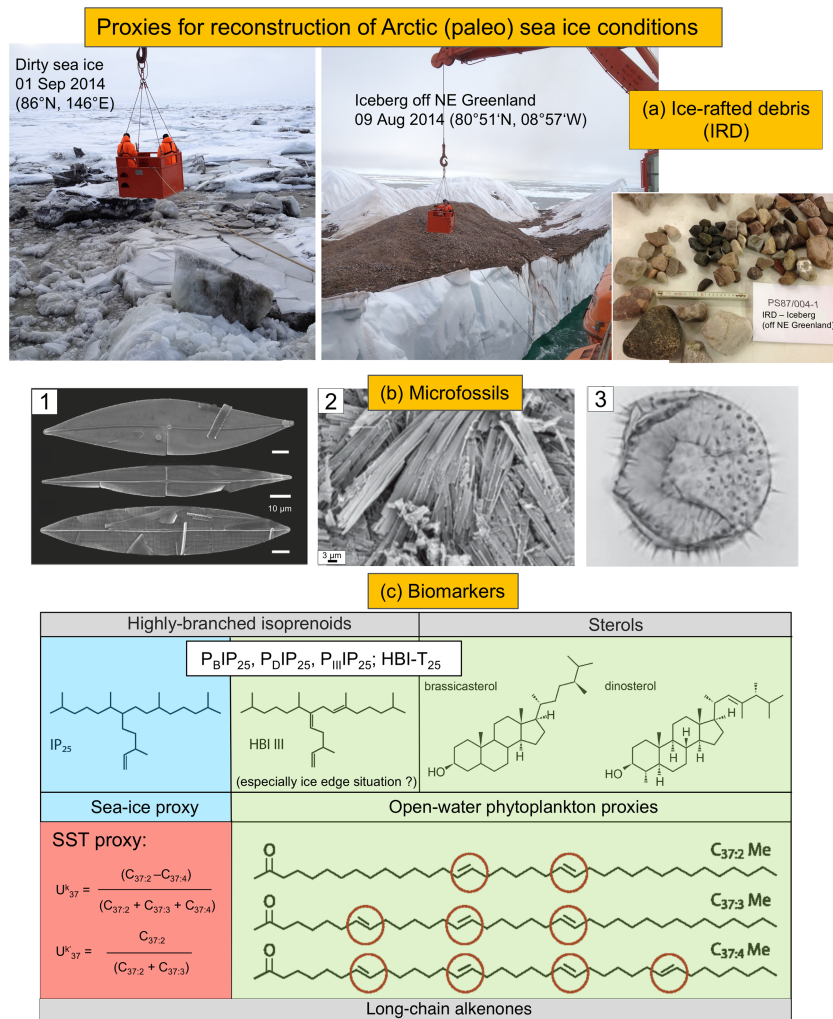 Proxies for reconstruction of Arctic (paleo) sea ice conditions
Dirty sea ice
01 Sep 2014
(86°N, 146°E)
Iceberg off NE Greenland
09 Aug 2014 (80°51‘N, 08°57‘W)
(a) Ice-rafted debris
(IRD)
PS87/004-1
IRD – Iceberg
(off NE Greenland)
(b) Microfossils
1
10 µm
2
3 µm
3
(c) Biomarkers
Highly-branched isoprenoids
Sterols
PBIP25, PDIP25, PIIIIP25; HBI-T25
IP25
HBI III
(especially ice edge situation ?)
brassicasterol
H
H
H
HO
dinosterol
H
H
H
H
HO
Sea-ice proxy
Open-water phytoplankton proxies
SST proxy:
Uk37 = (C37:2 –C37:4) / (C37:2 + C37:3 + C37:4)
Uk'37 = C37:2 / (C37:2 + C37:3)
O
C37:2 Me
O
C37:3 Me
O
C37:4 Me
Long-chain alkenones